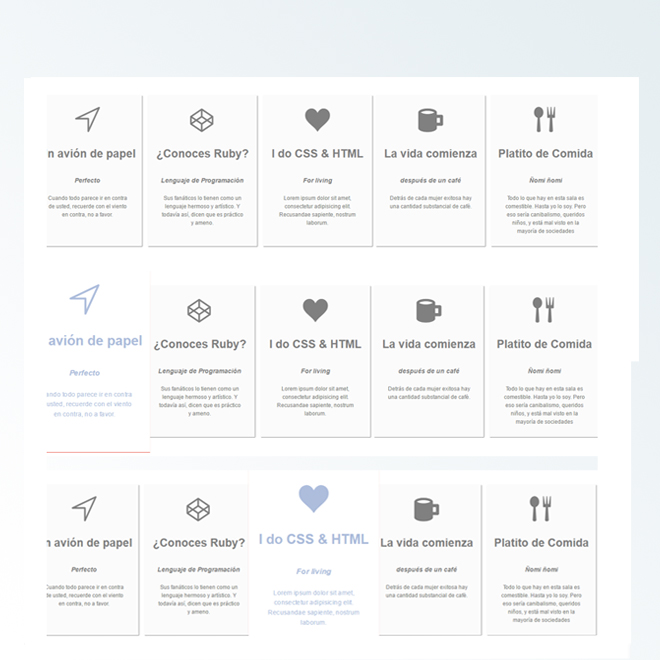 n avión de papel
¿Conoces Ruby?
I do CSS & HTML
La vida comienza
Platito de Comida
Perfecto
Lenguaje de Programación
For living
después de un café
Ñomi ñomi
Cuando todo parece ir en contra
de usted, recuerde con el viento
en contra, no a favor
Sus fanáticos lo tienen como un
lenguaje hermoso y artístico. Y
todavía así, dicen que es práctico
y ameno.
Lorem ipsum dolor sit amet,
consectetur adipisicing elit.
Recusandae sapiente, nostrum
laborum.
Detrás de cada mujer exitosa hay
una cantidad substancial de café.
Todo lo que hay en esta sala es
comestible. Hasta yo lo soy. Pero
eso sería canibalismo, queridos
niños, y está mal visto en la
mayoría de sociedades
avión de papel
¿Conoces Ruby?
I do CSS & HTML
La vida comienza
Platito de Comida
Perfecto
Lenguaje de Programación
For living
después de un café
Ñomi ñomi
ando todo parece ir en contra
usted, recuerde con el viento
en contra, no a favor.
Sus fanáticos lo tienen como un
lenguaje hermoso y artístico. Y
todavía así, dicen que es práctico
y ameno.
Lorem ipsum dolor sit amet,
consectetur adipisicing elit.
Recusandae sapiente, nostrum
laborum.
Detrás de cada mujer exitosa hay
una cantidad substancial de café.
Todo lo que hay en esta sala es
comestible. Hasta yo lo soy. Pero
eso sería canibalismo, queridos
niños, y está mal visto en la
mayoría de sociedades
n avión de papel
¿Conoces Ruby?
I do CSS & HTML
La vida comienza
Platito de Comida
Perfecto
Lenguaje de Programación
For living
después de un café
Ñomi ñomi
Cuando todo parece ir en contra
de usted, recuerde con el viento
en contra, no a favor.
Sus fanáticos lo tienen como un
lenguaje hermoso y artístico. Y
todavía así, dicen que es práctico
y ameno.
Lorem ipsum dolor sit amet,
consectetur adipisicing elit.
Recusandae sapiente, nostrum
laborum.
Detrás de cada mujer exitosa hay
una cantidad substancial de café.
Todo lo que hay en esta sala es
comestible. Hasta yo lo soy. Pero
eso sería canibalismo, queridos
niños, y está mal visto en la
mayoría de sociedades